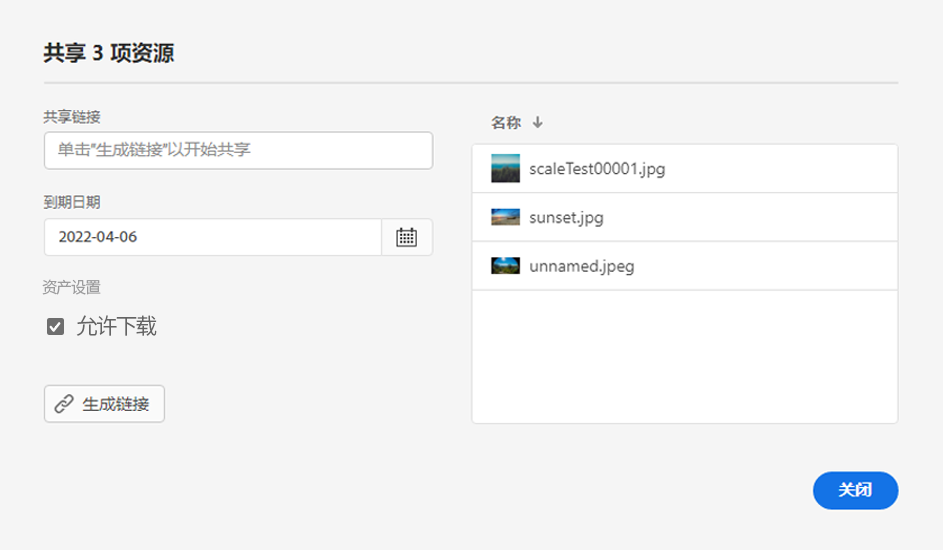 共享 3 项资源
共享链接
单击"生成链接"以开始共享
到期日期
2022-04-06
资产设置
允许下载
生成链接
名称
scaleTest00001.jpg
sunset.jpg
unnamed.jpeg
关闭